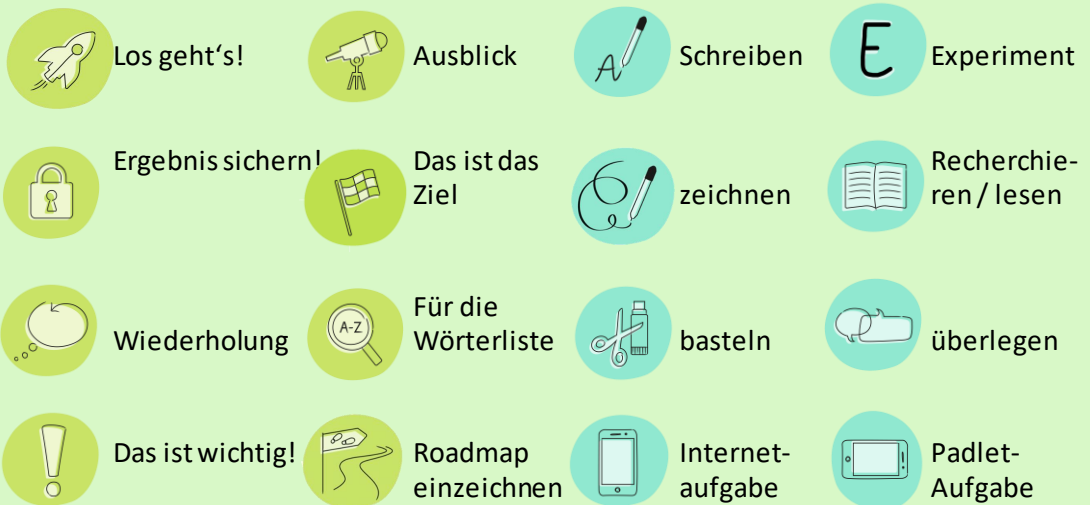 Los geht‘s!
Ausblick
A
Schreiben
E
Experiment
Ergebnis sichern!
Das ist das
Ziel
zeichnen
Recherchie-
ren / lesen
Wiederholung
A-Z
Für die
Wörterliste
basteln
überlegen
Das ist wichtig!
Roadmap
einzeichnen
Internet-
aufgabe
Padlet-
Aufgabe